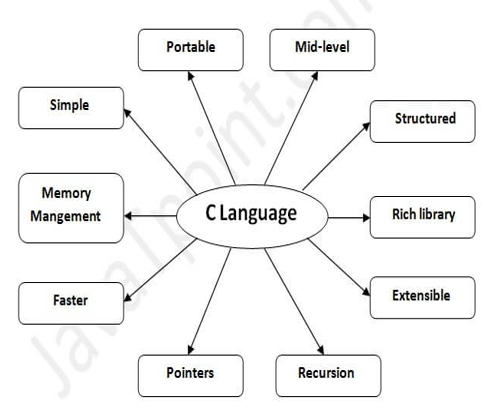 Portable
Mid-level
Simple
Structured
Memory
Mangement
C Language
Rich library
Faster
Extensible
Pointers
Recursion